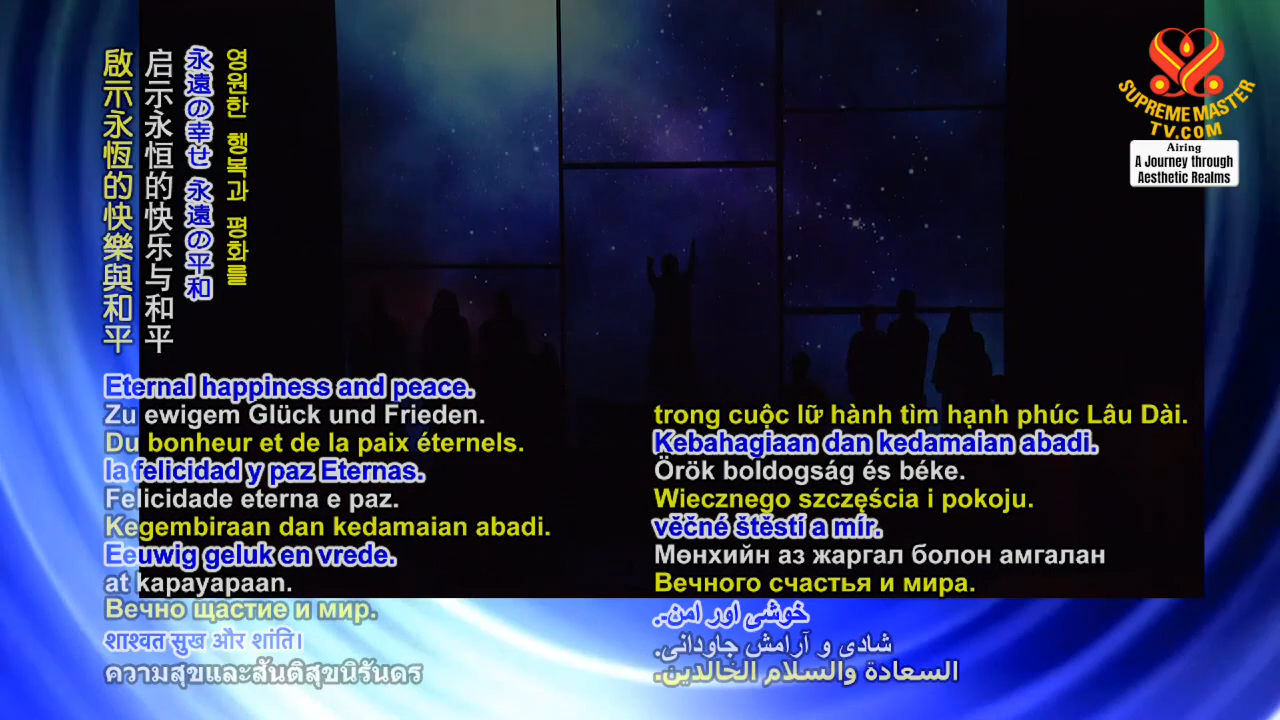 啟示永恆的快樂與和平
启示永恒的快乐与和平
永遠の幸せ 永遠の平和
영원한 행복과 평화를
SUPREME MASTER
TV.COM
Airing
A Journey through
Aesthetic Realms
Eternal happiness and peace.
Zu ewigem Glück und Frieden.
Du bonheur et de la paix éternels.
la felicidad y paz Eternas.
Felicidade eterna e paz.
Kegembiraan dan kedamaian abadi.
Eeuwig geluk en vrede.
at kapayapaan.
Вечно щастие и мир.
शाश्वत सुख और शांति।
ความสุขและสันติสุขนิรันดร
trong cuộc lữ hành tìm hạnh phúc Lâu Dài.
Kebahagiaan dan kedamaian abadi.
Örök boldogság és béke.
Wiecznego szczęścia i pokoju.
věčné štěstí a mír.
Мөнхийн аз жаргал болон амгалан
Вечного счастья и мира.
خوشی اور امن-.
شادی و آرامش جاودانی.
السعادة والسلام الخالدين.